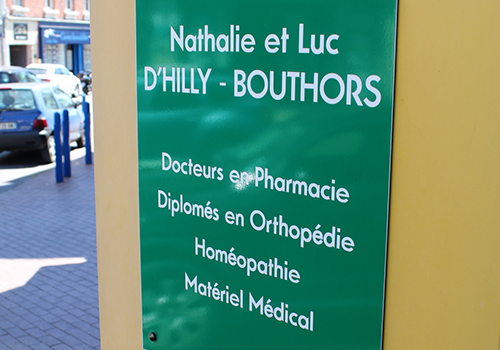 Nathalie et Luc
D'HILLY - BOUTHORS
Docteurs en Pharmacie
Diplomés en Orthopédie
Homéopathie
Matériel Médical